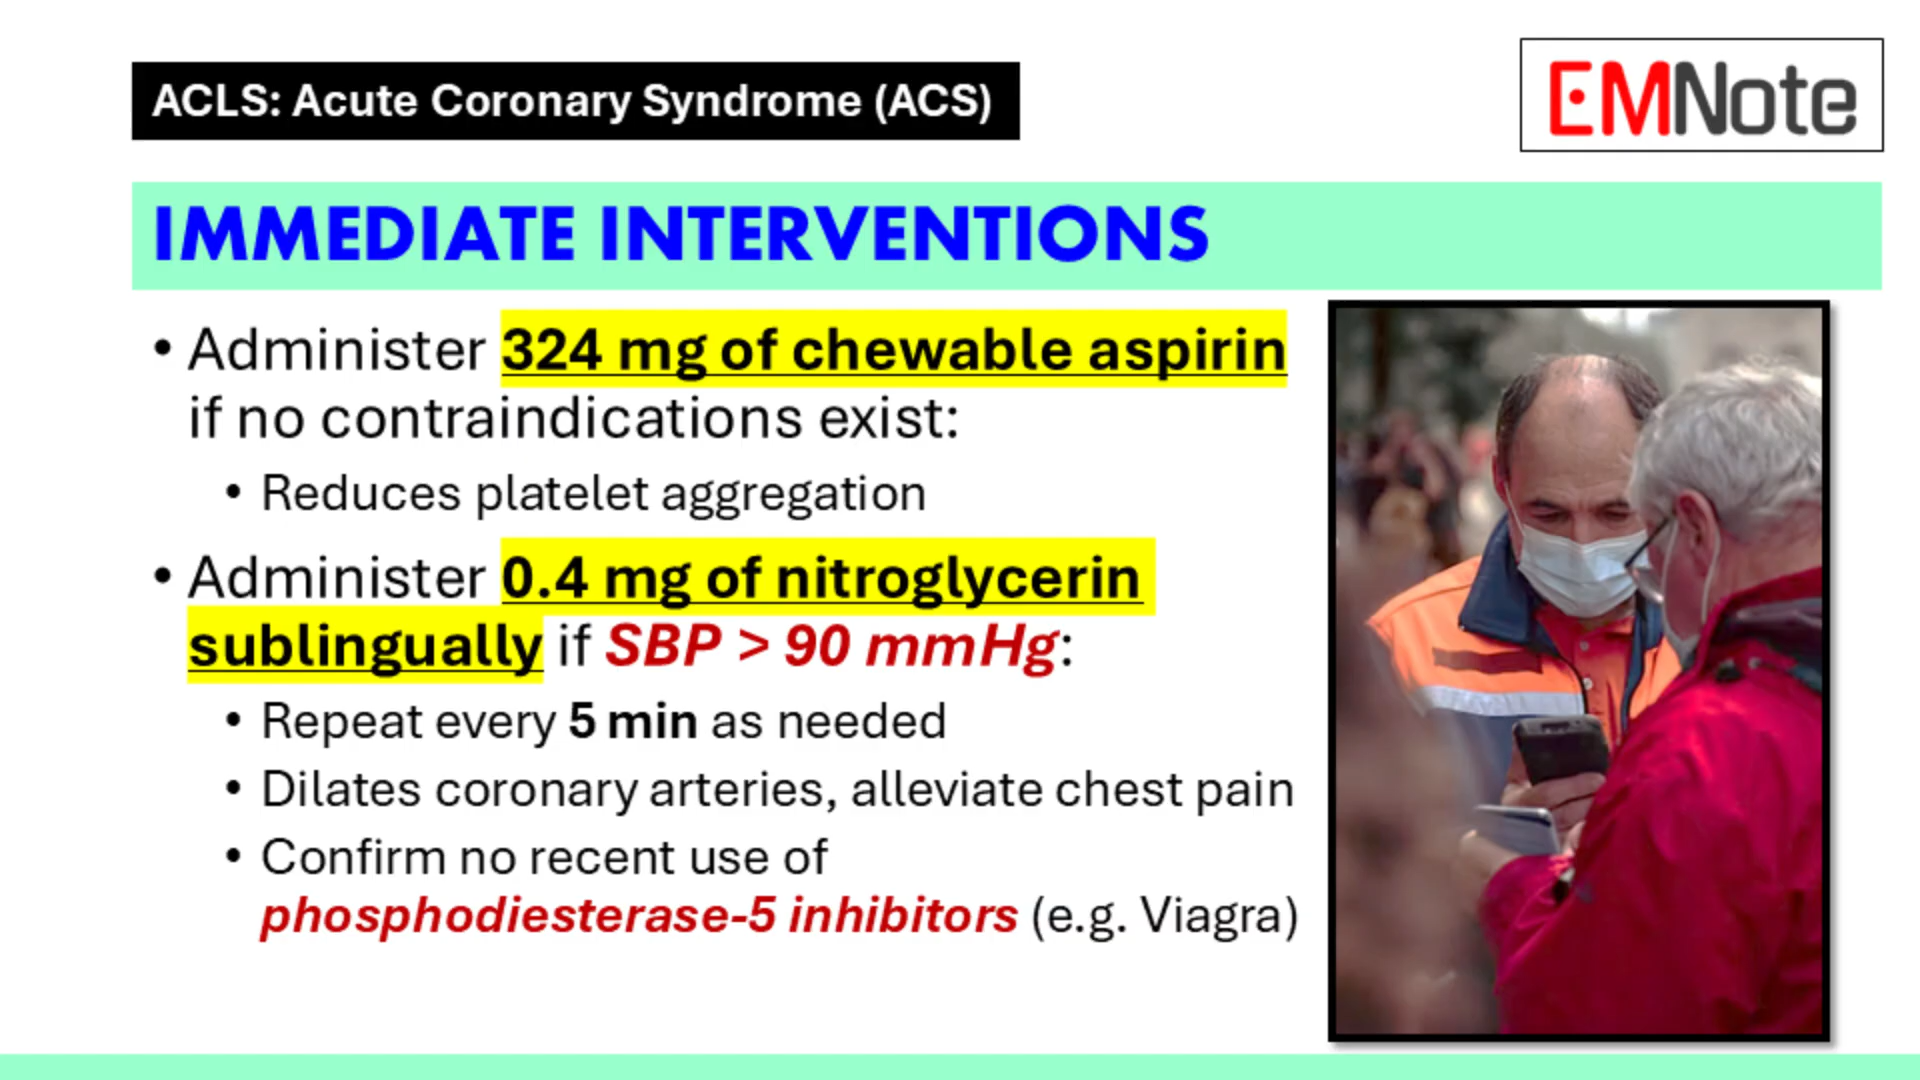 ACLS: Acute Coronary Syndrome (ACS)
EMNote
IMMEDIATE INTERVENTIONS
• Administer 324 mg of chewable aspirin
if no contraindications exist:
• Reduces platelet aggregation
• Administer 0.4 mg of nitroglycerin
sublingually if SBP > 90 mmHg:
• Repeat every 5 min as needed
• Dilates coronary arteries, alleviate chest pain
• Confirm no recent use of
phosphodiesterase-5 inhibitors (e.g. Viagra)